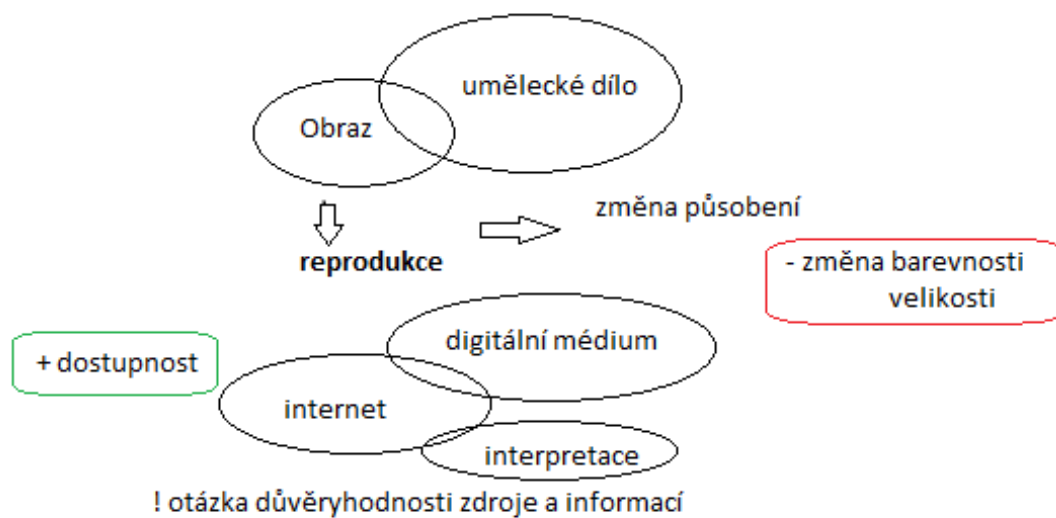 umělecké dílo
Obraz
změna působení
reprodukce
- změna barevnosti
velikosti
digitální médium
+ dostupnost
internet
interpretace
! otázka důvěryhodnosti zdroje a informací